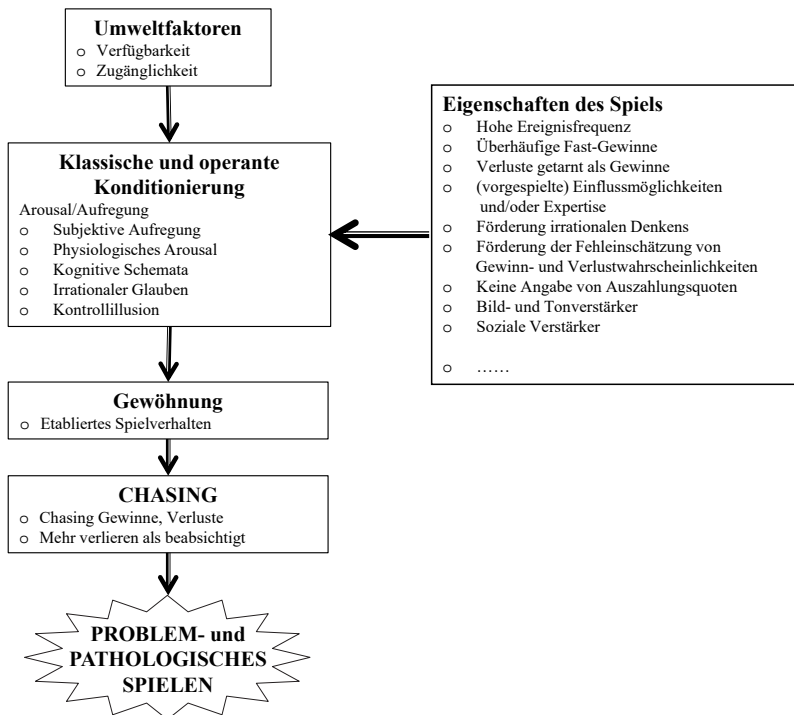 Umweltfaktoren
o Verfügbarkeit
o Zugänglichkeit
Klassische und operante
Konditionierung
Arousal/Aufregung
o Subjektive Aufregung
o Physiologisches Arousal
o Kognitive Schemata
o Irrationaler Glauben
o Kontrollillusion
Eigenschaften des Spiels
o Hohe Ereignisfrequenz
o Überhäufige Fast-Gewinne
o Verluste getarnt als Gewinne
o (vorgespielte) Einflussmöglichkeiten
und/oder Expertise
o Förderung irrationalen Denkens
o Förderung der Fehleinschätzung von
Gewinn- und Verlustwahrscheinlichkeiten
o Keine Angabe von Auszahlungsquoten
o Bild- und Tonverstärker
o Soziale Verstärker
o ……
Gewöhnung
o Etabliertes Spielverhalten
CHASING
o Chasing Gewinne, Verluste
o Mehr verlieren als beabsichtigt
PROBLEM- und
PATHOLOGISCHES
SPIELEN